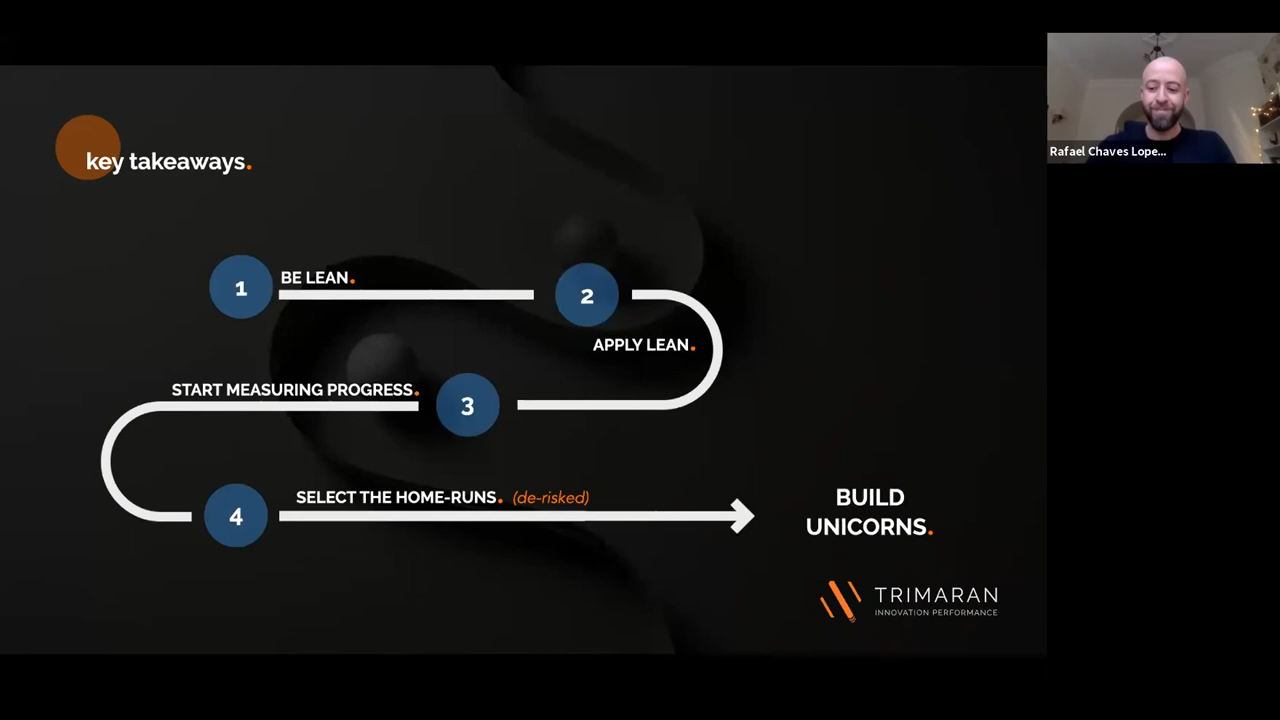 key takeaways.
Rafael Chaves Lope...
1
BE LEAN.
2
APPLY LEAN.
START MEASURING PROGRESS.
3
4
SELECT THE HOME-RUNS. (de-risked)
BUILD
UNICORNS.
TRIMARAN
INNOVATION PERFORMANCE